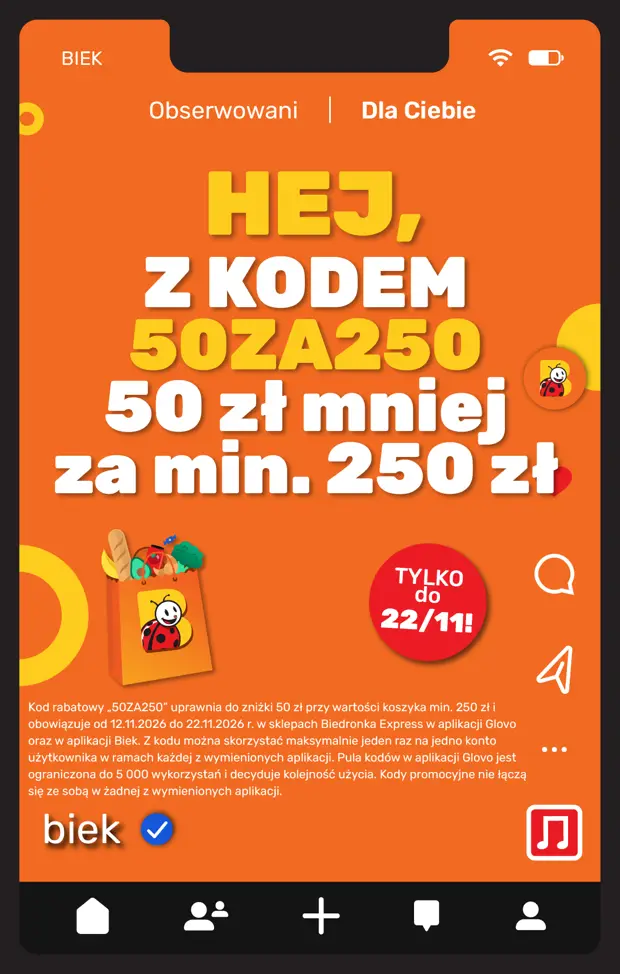 BIEK
Obserwowani | Dla Ciebie
HEJ,
Z KODEM
50ZA250
50 zł mniej
za min. 250 zł
TYLKO
do
22/11!
Kod rabatowy „50ZA250” uprawnia do zniżki 50 zł przy wartości koszyka min. 250 zł i
obowiązuje od 12.11.2026 do 22.11.2026 r. w sklepach Biedronka Express w aplikacji Glovo
oraz w aplikacji Biek. Z kodu można skorzystać maksymalnie jeden raz na jedno konto
użytkownika w ramach każdej z wymienionych aplikacji. Pula kodów w aplikacji Glovo jest
ograniczona do 5 000 wykorzystań i decyduje kolejność użycia. Kody promocyjne nie łączą
się ze sobą w żadnej z wymienionych aplikacji.
biek